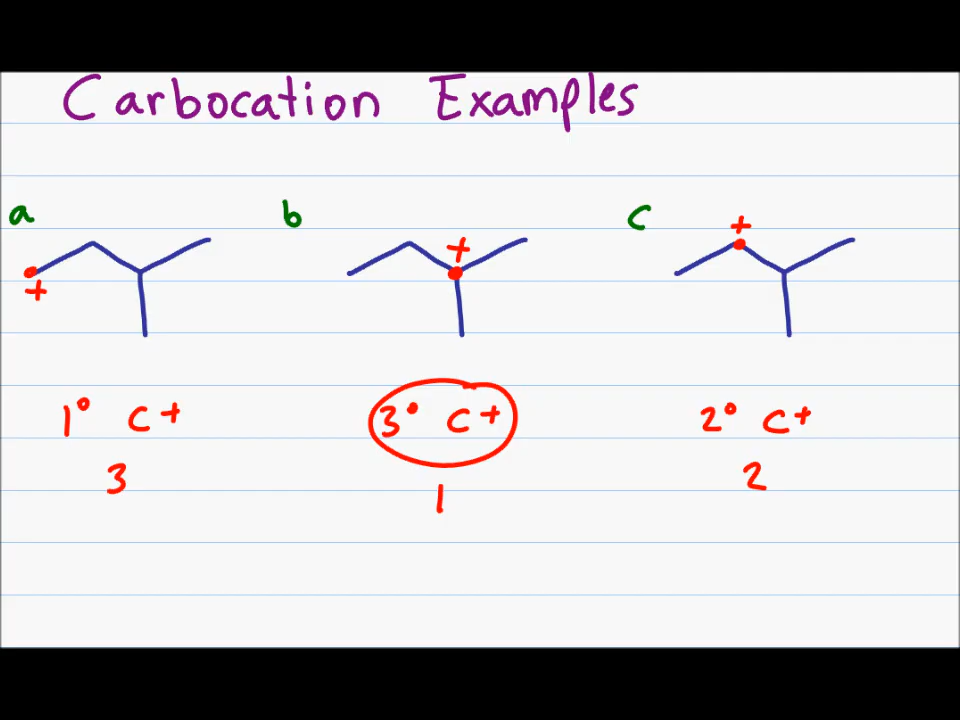 Carbocation Examples
a b c
+ + +
1° C+ 3° C+ 2° C+
3 1 2